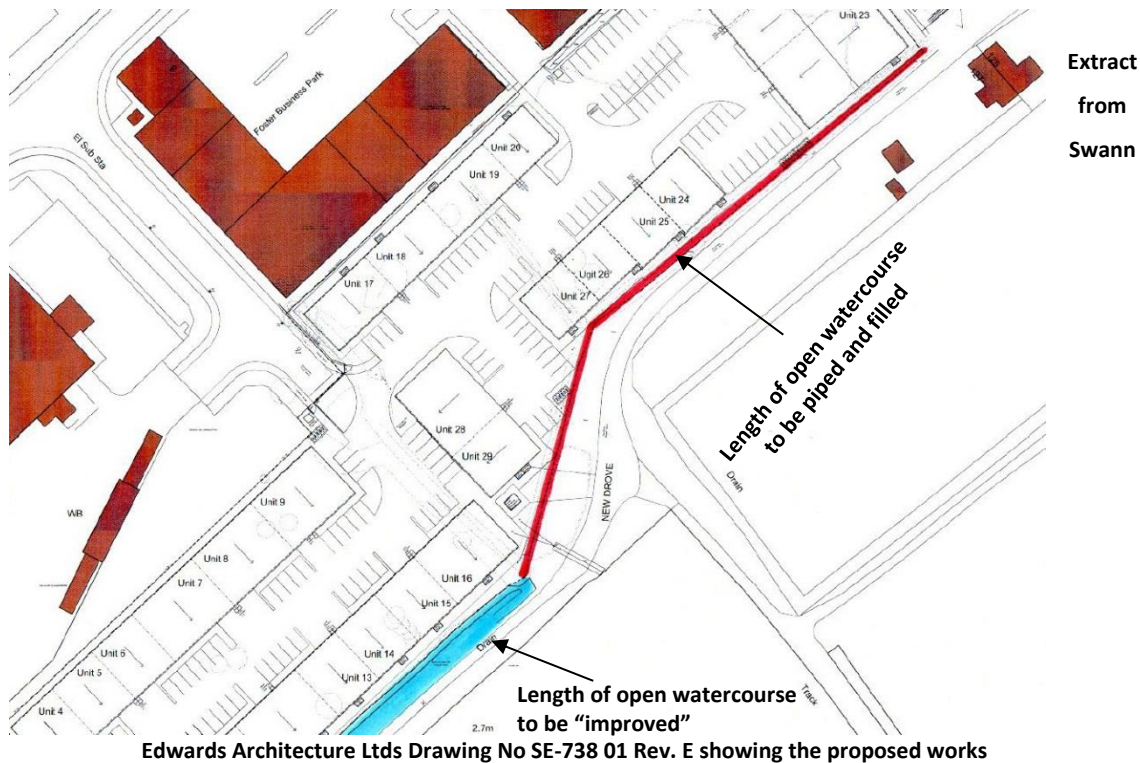 Unit 23
Extract
from
Swann
Foster Business Park
El Sub Sta
Unit 20
Unit 19
Unit 18
Unit 17
Unit 24
Unit 25
Unit 26
Unit 27
Length of open watercourse
to be piped and filled
Unit 28
Unit 29
NEW DROVE
Drain
WB
Unit 9
Unit 8
Unit 7
Unit 6
Unit 5
Unit 4
Unit 16
Unit 15
Unit 14
Unit 13
Drain
Track
Length of open watercourse
to be “improved”
2.7m
Edwards Architecture Ltds Drawing No SE-738 01 Rev. E showing the proposed works